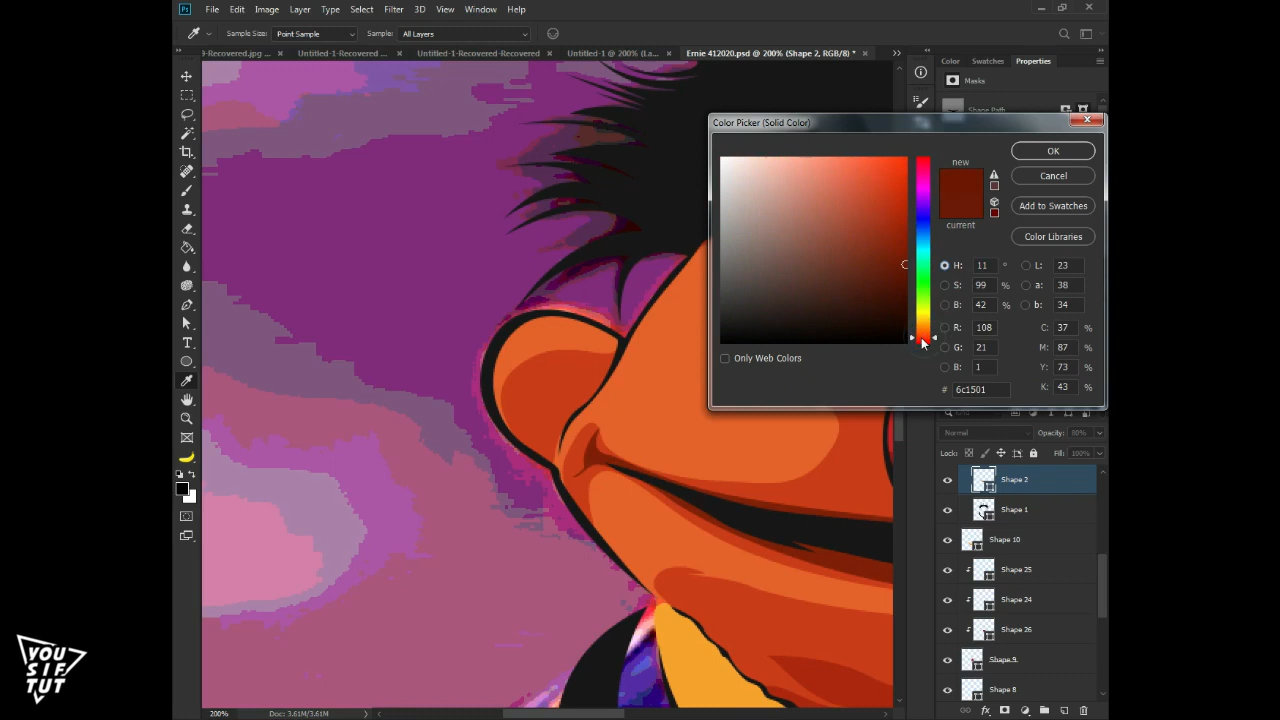 Ps File Edit Image Layer Type Select Filter 3D View Window Help
Sample Size: Point Sample Sample: All Layers
9-Recovered.jpg ... × Untitled-1-Recovered ... × Untitled-1-Recovered-Recovered × Untitled-1 @ 200% (La... × Ernie 412020.psd @ 200% (Shape 2, RGB/8) * ×
Color Swatches Properties
Masks
Shape Path
Color Picker (Solid Color)
OK
new
Cancel
Add to Swatches
current
Color Libraries
H: 11 ° L: 23
S: 99 % a: 38
B: 42 % b: 34
R: 108 C: 37 %
G: 21 M: 87 %
Only Web Colors
B: 1 Y: 73 %
# 6c1501 K: 43 %
Normal Opacity: 80%
Lock: Fill: 100%
Shape 2
Shape 1
Shape 10
Shape 25
Shape 24
Shape 26
Shape 9
Shape 8
YOU
SIF
TUT
200% Doc: 3.61M/3.61M